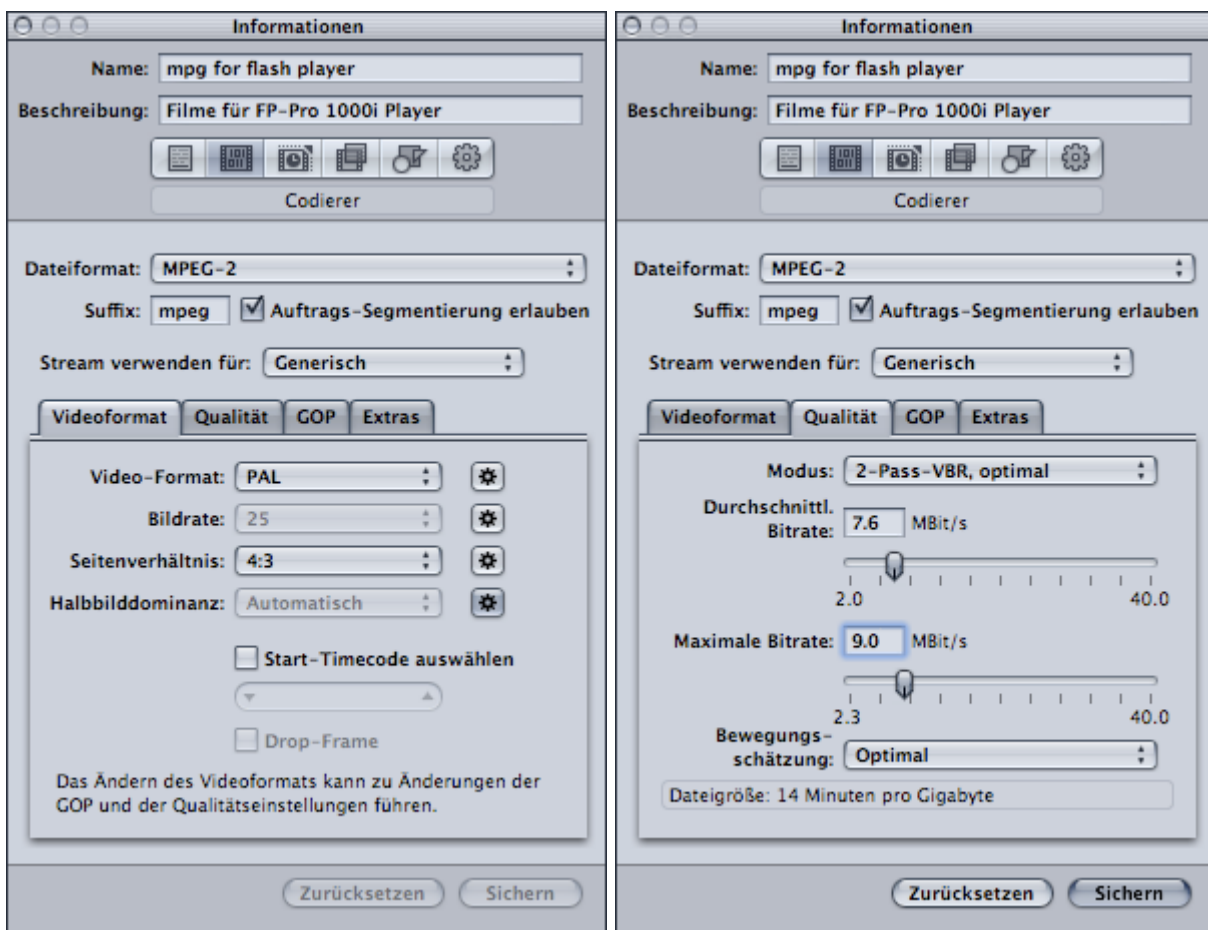 Informationen
Name: mpg for flash player
Beschreibung: Filme für FP-Pro 1000i Player
Codierer
Dateiformat: MPEG-2
Suffix: mpeg Auftrags-Segmentierung erlauben
Stream verwenden für: Generisch
Videoformat Qualität GOP Extras
Video-Format: PAL
Bildrate: 25
Seitenverhältnis: 4:3
Halbbilddominanz: Automatisch
Start-Timecode auswählen
Drop-Frame
Das Ändern des Videoformats kann zu Änderungen der
GOP und der Qualitätseinstellungen führen.
Zurücksetzen Sichern
Informationen
Name: mpg for flash player
Beschreibung: Filme für FP-Pro 1000i Player
Codierer
Dateiformat: MPEG-2
Suffix: mpeg Auftrags-Segmentierung erlauben
Stream verwenden für: Generisch
Videoformat Qualität GOP Extras
Modus: 2-Pass-VBR, optimal
Durchschnittl.
Bitrate: 7.6 MBit/s
2.0 40.0
Maximale Bitrate: 9.0 MBit/s
2.3 40.0
Bewegungs-
schätzung: Optimal
Dateigröße: 14 Minuten pro Gigabyte
Zurücksetzen Sichern